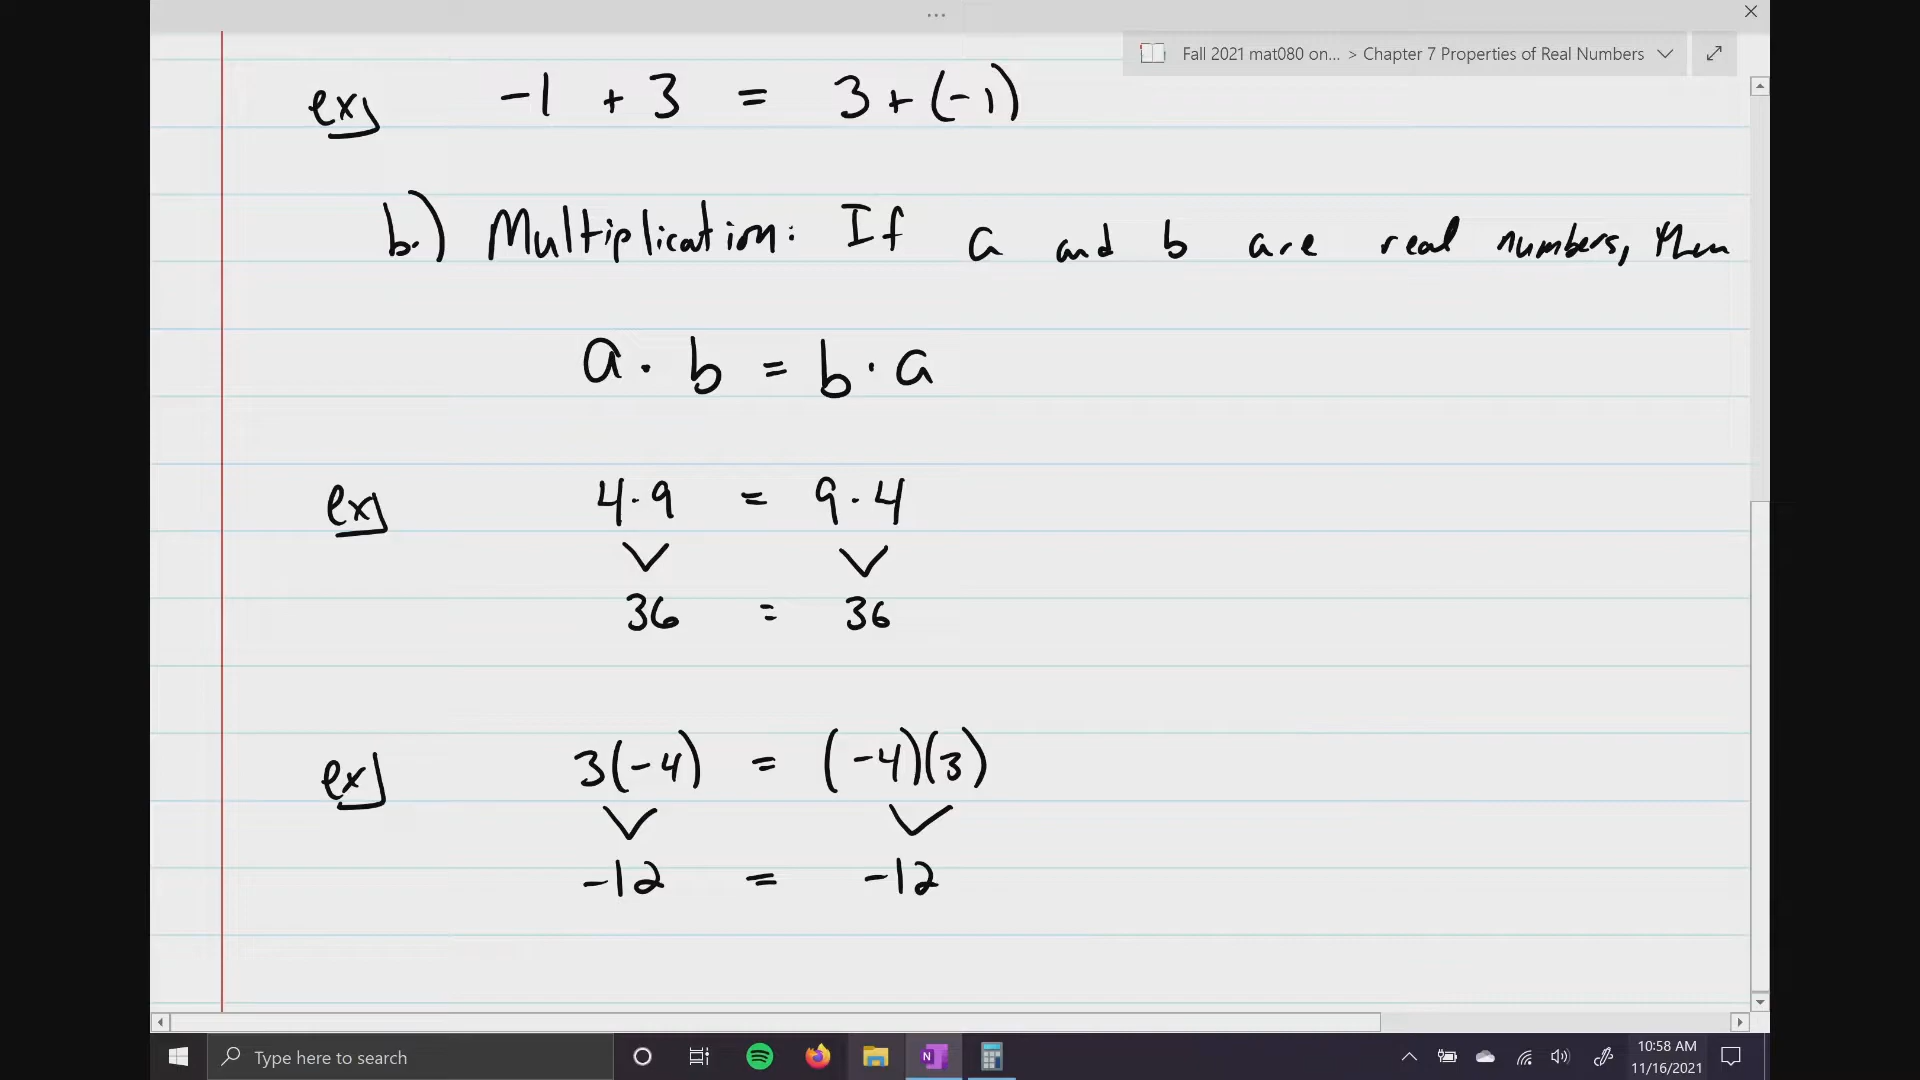 ...
Fall 2021 mat080 on... > Chapter 7 Properties of Real Numbers
ex] -1 + 3 = 3 + (-1)
b.) Multiplication: If a and b are real numbers, then
a · b = b · a
ex] 4 · 9 = 9 · 4
36 = 36
ex] 3(-4) = (-4)(3)
-12 = -12
Type here to search
N
10:58 AM
11/16/2021